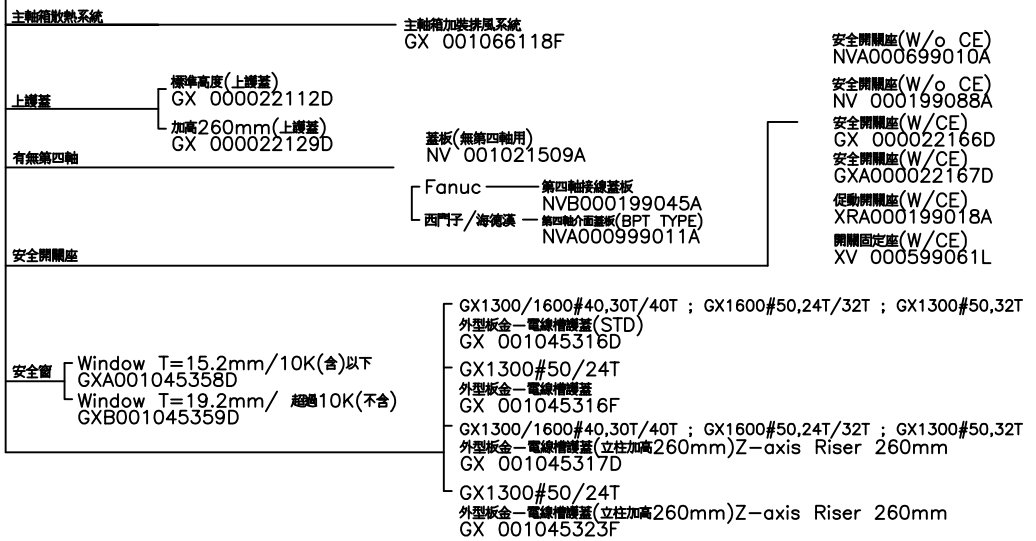 主軸箱散熱系統
主軸箱加裝排風系統
GX 001066118F
上護蓋
標準高度(上護蓋)
GX 000022112D
加高260mm(上護蓋)
GX 000022129D
有無第四軸
蓋板(無第四軸用)
NV 001021509A
Fanuc
第四軸接線蓋板
NVB000199045A
西門子/海德漢
第四軸介面蓋板(BPT TYPE)
NVA000999011A
安全開關座
安全開關座(W/o CE)
NVA000699010A
安全開關座(W/o CE)
NV 000199088A
安全開關座(W/CE)
GX 000022166D
安全開關座(W/CE)
GXA000022167D
促動開關座(W/CE)
XRA000199018A
開關固定座(W/CE)
XV 000599061L
安全窗
Window T=15.2mm/10K(含)以下
GXA001045358D
Window T=19.2mm/ 超過10K(不含)
GXB001045359D
GX1300/1600#40,30T/40T ; GX1600#50,24T/32T ; GX1300#50,32T
外型板金—電線槽護蓋(STD)
GX 001045316D
GX1300#50/24T
外型板金—電線槽護蓋
GX 001045316F
GX1300/1600#40,30T/40T ; GX1600#50,24T/32T ; GX1300#50,32T
外型板金—電線槽護蓋(立柱加高260mm)Z-axis Riser 260mm
GX 001045317D
GX1300#50/24T
外型板金—電線槽護蓋(立柱加高260mm)Z-axis Riser 260mm
GX 001045323F